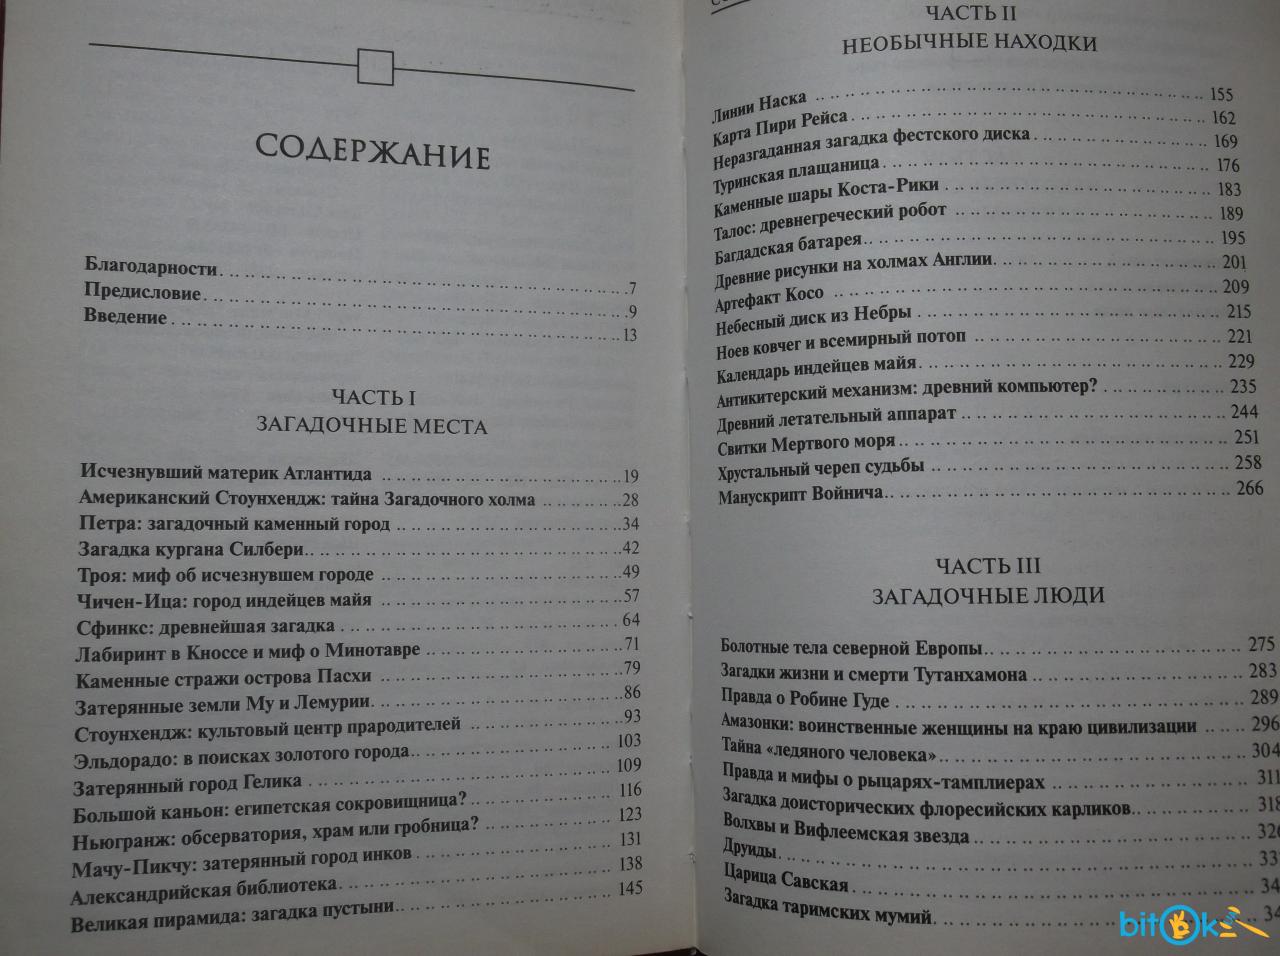 СОДЕРЖАНИЕ
Благодарности 7
Предисловие 9
Введение 13
ЧАСТЬ I
ЗАГАДОЧНЫЕ МЕСТА
Исчезнувший материк Атлантида 19
Американский Стоунхендж: тайна Загадочного холма 28
Петра: загадочный каменный город 34
Загадка кургана Силбери 42
Троя: миф об исчезнувшем городе 49
Чичен-Ица: город индейцев майя 57
Сфинкс: древнейшая загадка 64
Лабиринт в Кноссе и миф о Минотавре 71
Каменные стражи острова Пасхи 79
Затерянные земли Му и Лемурии 86
Стоунхендж: культовый центр прародителей 93
Эльдорадо: в поисках золотого города 103
Затерянный город Гелика 109
Большой каньон: египетская сокровищница? 116
Ньюгранж: обсерватория, храм или гробница? 123
Мачу-Пикчу: затерянный город инков 131
Александрийская библиотека 138
Великая пирамида: загадка пустыни 145
ЧАСТЬ II
НЕОБЫЧНЫЕ НАХОДКИ
Линии Наска 155
Карта Пири Рейса 162
Неразгаданная загадка фестского диска 169
Туринская плащаница 176
Каменные шары Коста-Рики 183
Талос: древнегреческий робот 189
Багдадская батарея 195
Древние рисунки на холмах Англии 201
Артефакт Косо 209
Небесный диск из Небры 215
Ноев ковчег и всемирный потоп 221
Календарь индейцев майя 229
Антикитерский механизм: древний компьютер? 235
Древний летательный аппарат 244
Свитки Мертвого моря 251
Хрустальный череп судьбы 258
Манускрипт Войнича 266
ЧАСТЬ III
ЗАГАДОЧНЫЕ ЛЮДИ
Болотные тела северной Европы 275
Загадки жизни и смерти Тутанхамона 283
Правда о Робине Гуде 289
Амазонки: воинственные женщины на краю цивилизации 296
Тайна «ледяного человека» 304
Правда и мифы о рыцарях-тамплиерах 311
Загадка доисторических флоресийских карликов 318
Волхвы и Вифлеемская звезда 326
Друиды
Царица Савская
Загадка таримских мумий
bitOk